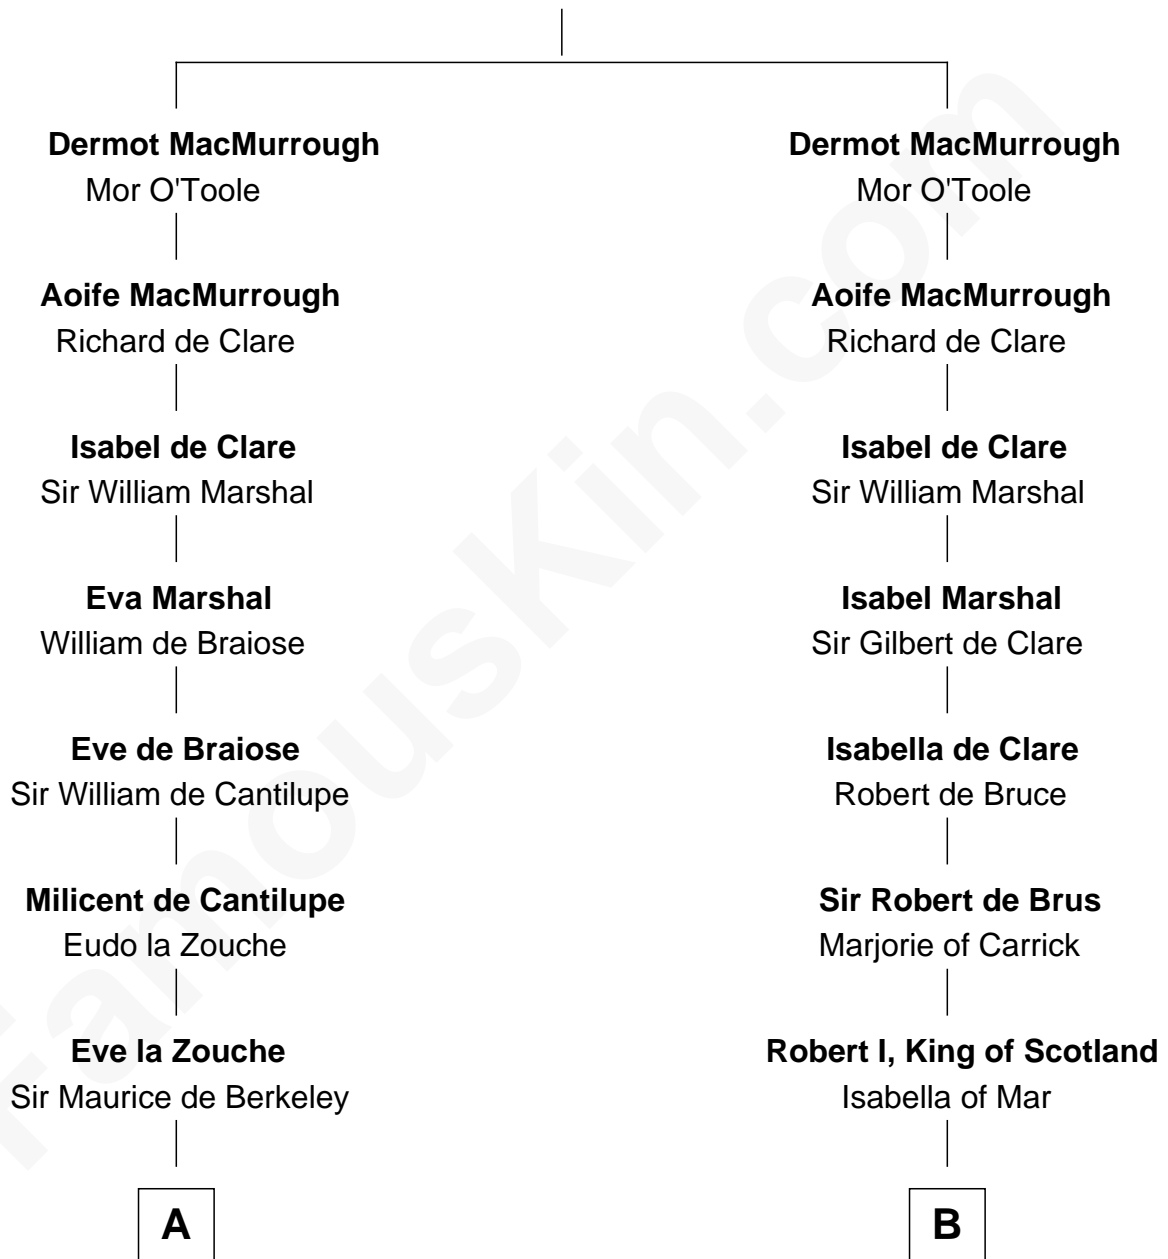 Dermot MacMurrough
Mor O'Toole
Aoife MacMurrough
Richard de Clare
Isabel de Clare
Sir William Marshal
Eva Marshal
William de Braiose
Eve de Braiose
Sir William de Cantilupe
Milicent de Cantilupe
Eudo la Zouche
Eve la Zouche
Sir Maurice de Berkeley
A
Dermot MacMurrough
Mor O'Toole
Aoife MacMurrough
Richard de Clare
Isabel de Clare
Sir William Marshal
Isabel Marshal
Sir Gilbert de Clare
Isabella de Clare
Robert de Bruce
Sir Robert de Brus
Marjorie of Carrick
Robert I, King of Scotland
Isabella of Mar
B
FamousKin.com